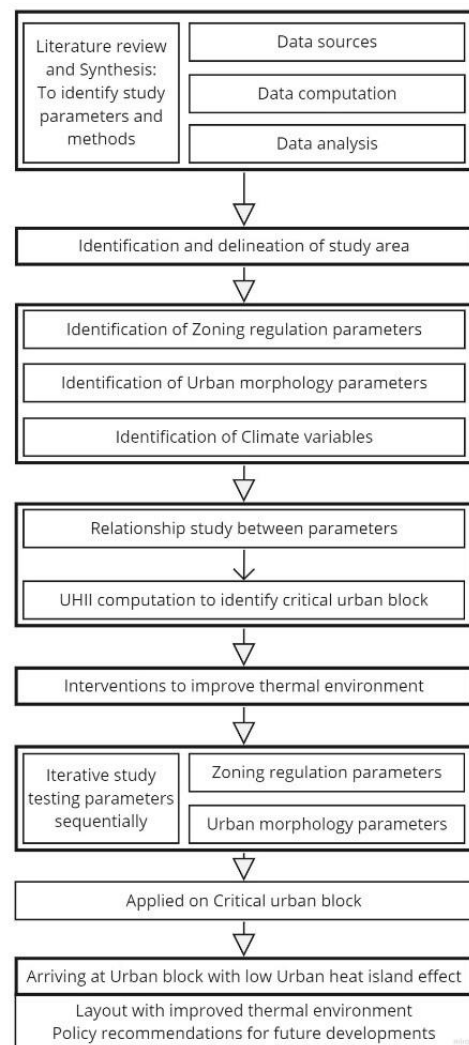 Literature review
and Synthesis:
To identify study
parameters and
methods
Data sources
Data computation
Data analysis
Identification and delineation of study area
Identification of Zoning regulation parameters
Identification of Urban morphology parameters
Identification of Climate variables
Relationship study between parameters
UHII computation to identify critical urban block
Interventions to improve thermal environment
Iterative study
testing parameters
sequentially
Zoning regulation parameters
Urban morphology parameters
Applied on Critical urban block
Arriving at Urban block with low Urban heat island effect
Layout with improved thermal environment
Policy recommendations for future developments